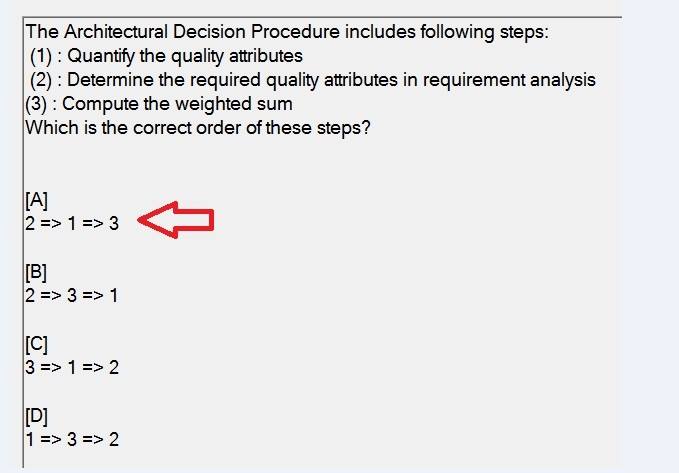 The Architectural Decision Procedure includes following steps:
(1) : Quantify the quality attributes
(2) : Determine the required quality attributes in requirement analysis
(3) : Compute the weighted sum
Which is the correct order of these steps?
[A]
2 => 1 => 3
[B]
2 => 3 => 1
[C]
3 => 1 => 2
[D]
1 => 3 => 2